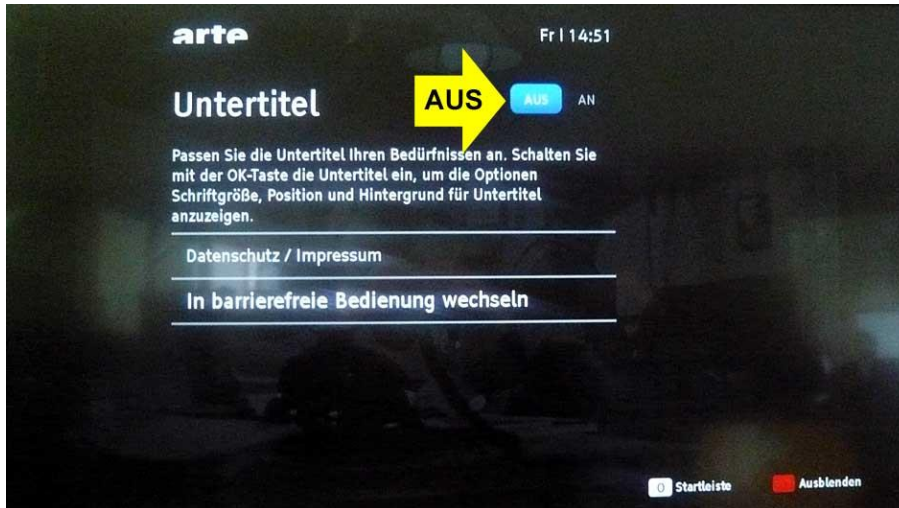 arte
Fr | 14:51
Untertitel
AUS
AUS AN
Passen Sie die Untertitel Ihren Bedürfnissen an. Schalten Sie
mit der OK-Taste die Untertitel ein, um die Optionen
Schriftgröße, Position und Hintergrund für Untertitel
anzuzeigen.
Datenschutz / Impressum
In barrierefreie Bedienung wechseln
0 Startleiste
Ausblenden